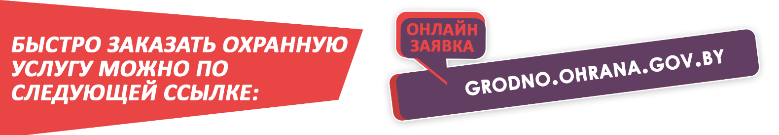 БЫСТРО ЗАКАЗАТЬ ОХРАННУЮ
УСЛУГУ МОЖНО ПО
СЛЕДУЮЩЕЙ ССЫЛКЕ:
ОНЛАЙН
ЗАЯВКА
GRODNO.OHRANA.GOV.BY